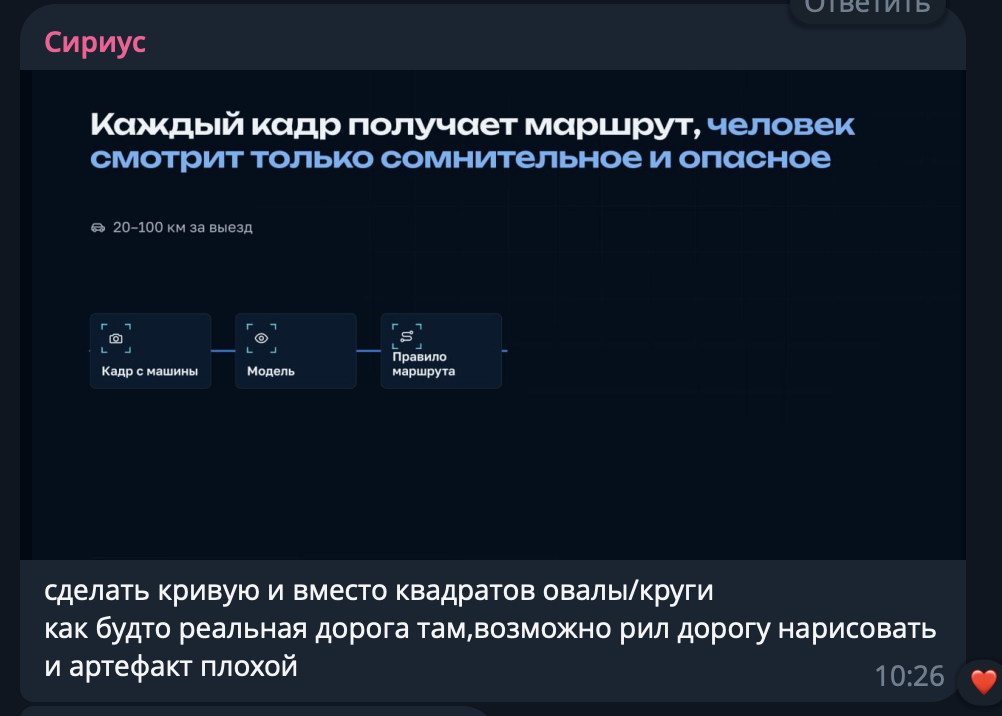 Ответить
Сириус
Каждый кадр получает маршрут, человек
смотрит только сомнительное и опасное
20–100 км за выезд
Кадр с машины
Модель
Правило
маршрута
сделать кривую и вместо квадратов овалы/круги
как будто реальная дорога там,возможно рил дорогу нарисовать
и артефакт плохой
10:26